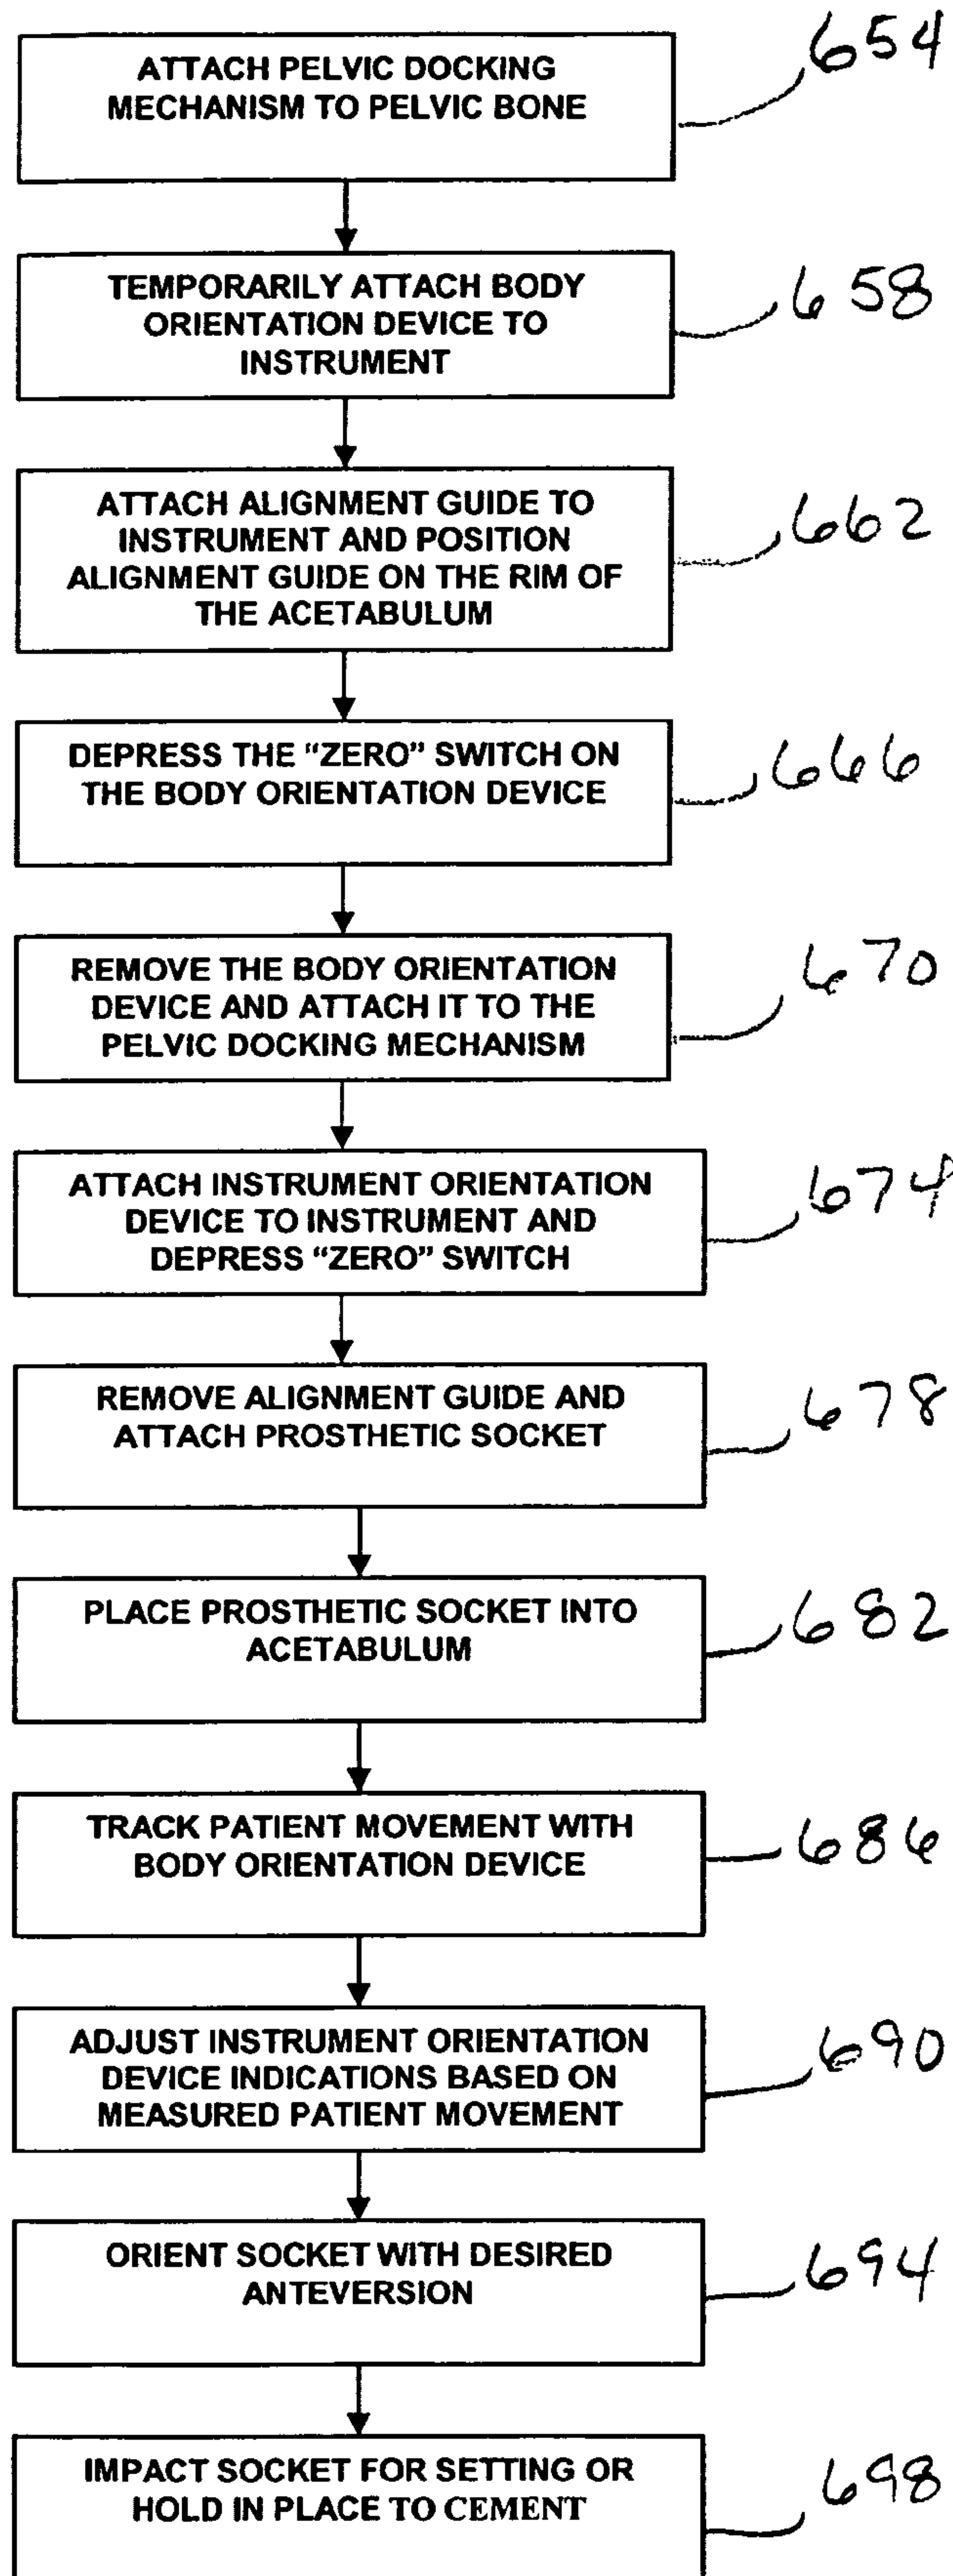 ATTACH PELVIC DOCKING
MECHANISM TO PELVIC BONE
654
TEMPORARILY ATTACH BODY
ORIENTATION DEVICE TO
INSTRUMENT
658
ATTACH ALIGNMENT GUIDE TO
INSTRUMENT AND POSITION
ALIGNMENT GUIDE ON THE RIM OF
THE ACETABULUM
662
DEPRESS THE “ZERO” SWITCH ON
THE BODY ORIENTATION DEVICE
666
REMOVE THE BODY ORIENTATION
DEVICE AND ATTACH IT TO THE
PELVIC DOCKING MECHANISM
670
ATTACH INSTRUMENT ORIENTATION
DEVICE TO INSTRUMENT AND
DEPRESS “ZERO” SWITCH
674
REMOVE ALIGNMENT GUIDE AND
ATTACH PROSTHETIC SOCKET
678
PLACE PROSTHETIC SOCKET INTO
ACETABULUM
682
TRACK PATIENT MOVEMENT WITH
BODY ORIENTATION DEVICE
686
ADJUST INSTRUMENT ORIENTATION
DEVICE INDICATIONS BASED ON
MEASURED PATIENT MOVEMENT
690
ORIENT SOCKET WITH DESIRED
ANTEVERSION
694
IMPACT SOCKET FOR SETTING OR
HOLD IN PLACE TO CEMENT
698